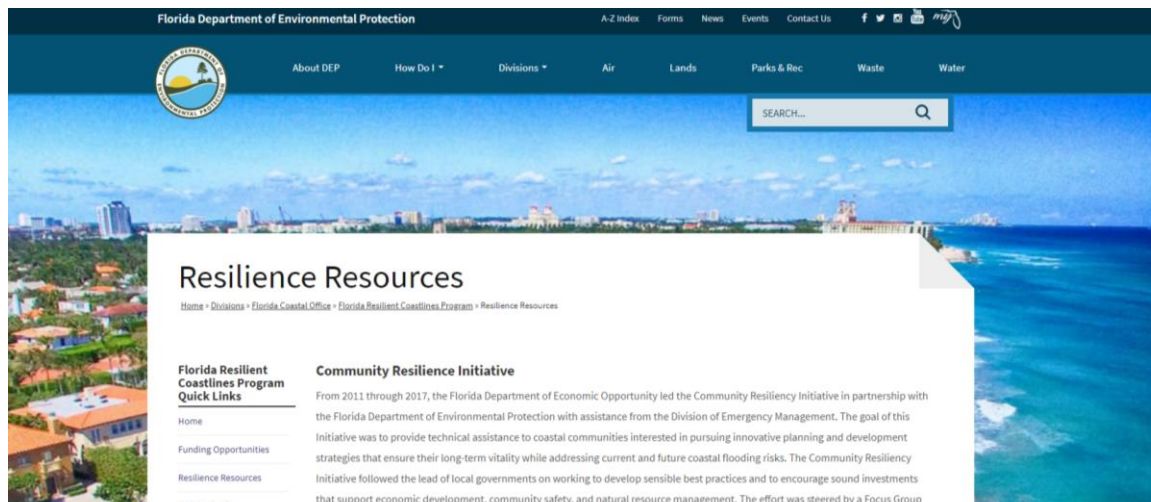 Florida Department of Environmental Protection
A-Z Index Forms News Events Contact Us
About DEP How Do I Divisions Air Lands Parks & Rec Waste Water
SEARCH...
Resilience Resources
Home » Divisions » Florida Coastal Office » Florida Resilient Coastlines Program » Resilience Resources
Florida Resilient
Coastlines Program
Quick Links
Home
Funding Opportunities
Resilience Resources
Community Resilience Initiative
From 2011 through 2017, the Florida Department of Economic Opportunity led the Community Resiliency Initiative in partnership with
the Florida Department of Environmental Protection with assistance from the Division of Emergency Management. The goal of this
Initiative was to provide technical assistance to coastal communities interested in pursuing innovative planning and development
strategies that ensure their long-term vitality while addressing current and future coastal flooding risks. The Community Resiliency
Initiative followed the lead of local governments on working to develop sensible best practices and to encourage sound investments
that support economic development, community safety, and natural resource management. The effort was steered by a Focus Group